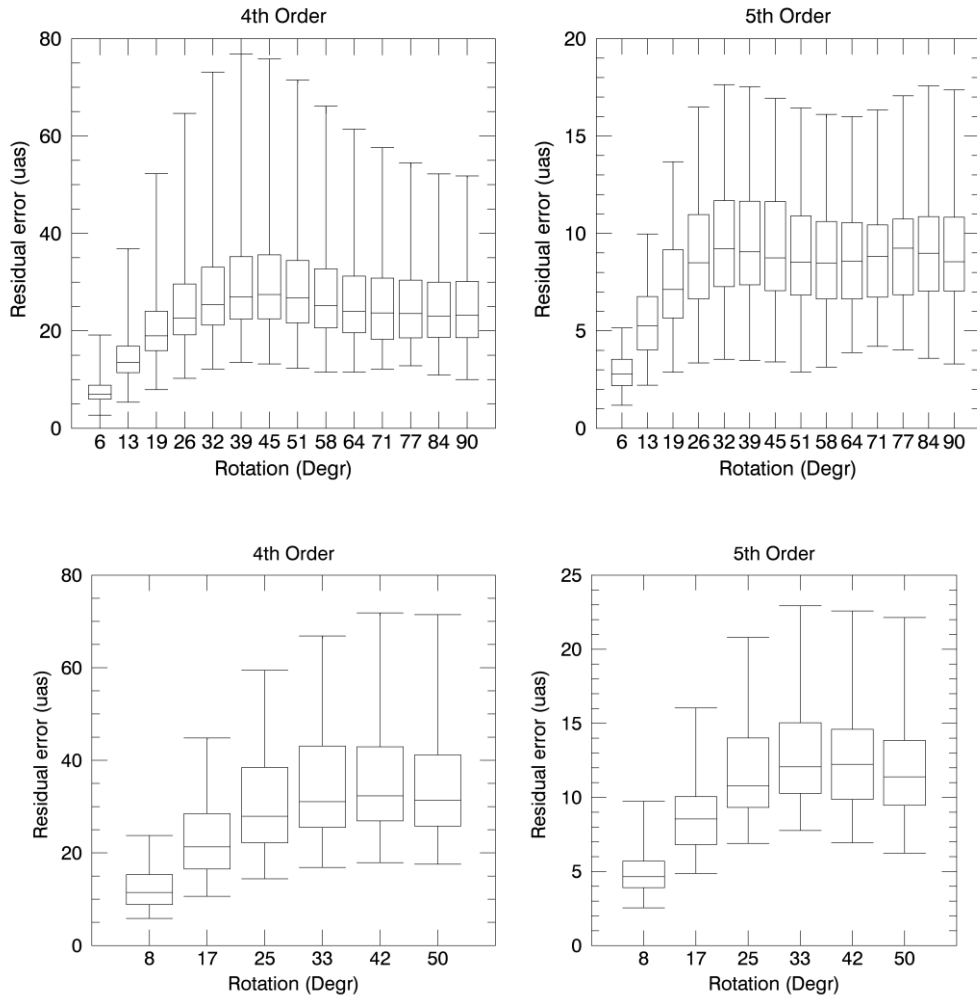 4th Order
80
60
40
20
0
Residual error (uas)
6 13 19 26 32 39 45 51 58 64 71 77 84 90
Rotation (Degr)
5th Order
20
15
10
5
0
Residual error (uas)
6 13 19 26 32 39 45 51 58 64 71 77 84 90
Rotation (Degr)
4th Order
80
60
40
20
0
Residual error (uas)
8 17 25 33 42 50
Rotation (Degr)
5th Order
25
20
15
10
5
0
Residual error (uas)
8 17 25 33 42 50
Rotation (Degr)